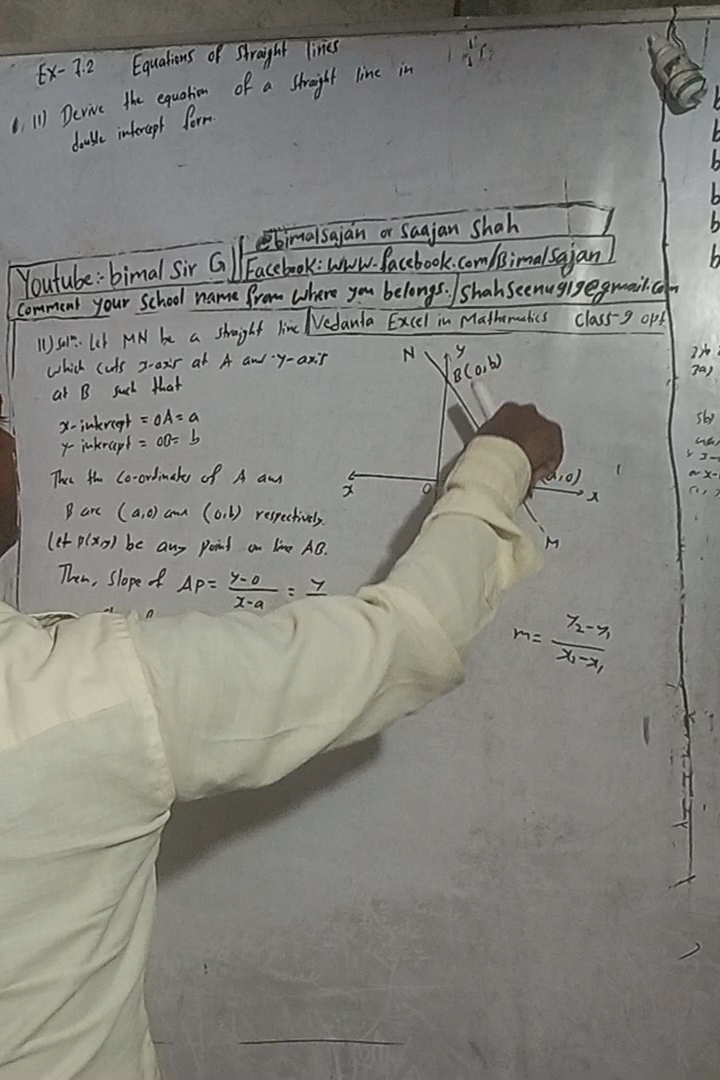 Ex- 7.2 Equations of Straight lines
11) Derive the equation of a straight line in
double intercept form.
@bimalsajan or Saajan Shah
Youtube:- bimal Sir G
Facebook: www.facebook.com/Bimalsajan
Comment your School name from where you belongs.
Shahseenu919@gmail.com
Vedanta Excel in Mathematics Class-9 opt
11) Soln. Let MN be a straight line
which cuts x-axis at A and y-axis
at B such that
x-intercept = OA = a
y-intercept = OB = b
Then the co-ordinates of A and
B are (a,0) and (0,b) respectively.
Let P(x,y) be any point on line AB.
Then, Slope of AP = y-0/x-a = y
N
Y
B(0,b)
X
O
X
M
m = y₂-y₁/x₂-x₁